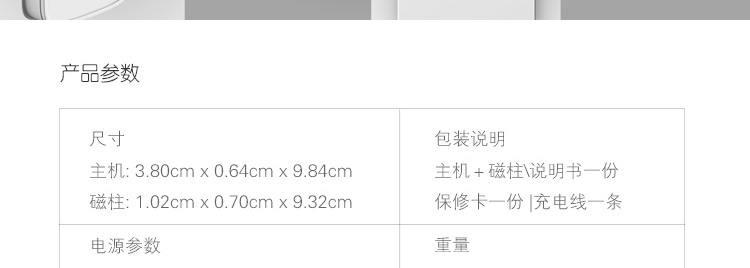 产品参数
尺寸
主机: 3.80cm x 0.64cm x 9.84cm
磁柱: 1.02cm x 0.70cm x 9.32cm
包装说明
主机 + 磁柱\说明书一份
保修卡一份 |充电线一条
电源参数
重量